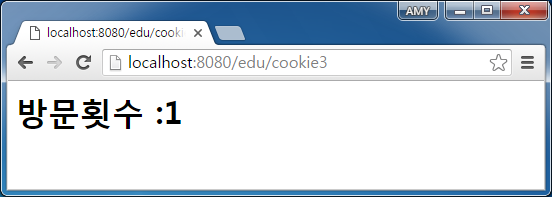 AMY
localhost:8080/edu/cooki
localhost:8080/edu/cookie3
방문횟수 :1